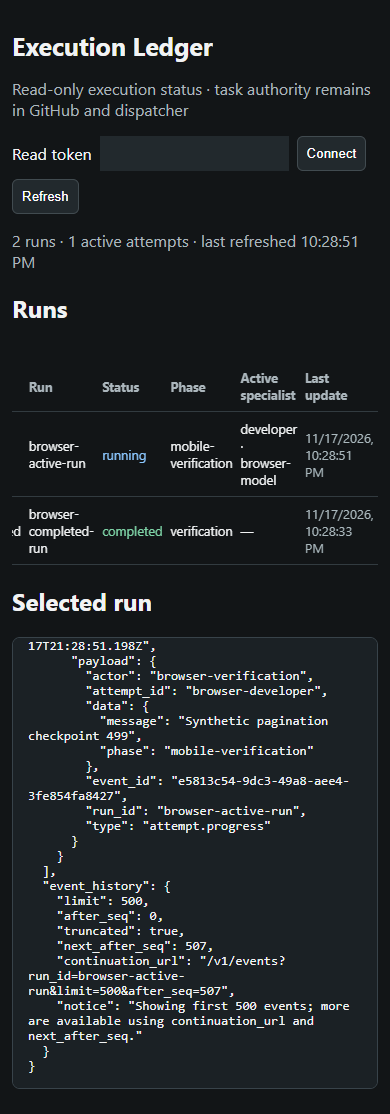 Execution Ledger
Read-only execution status · task authority remains
in GitHub and dispatcher
Read token
Connect
Refresh
2 runs · 1 active attempts · last refreshed 10:28:51
PM
Runs
Run Status Phase Active specialist Last update
browser-active-run running mobile-verification developer · browser-model 11/17/2026, 10:28:51 PM
ed browser-completed-run completed verification — 11/17/2026, 10:28:33 PM
Selected run
17T21:28:51.198Z",
"payload": {
"actor": "browser-verification",
"attempt_id": "browser-developer",
"data": {
"message": "Synthetic pagination
checkpoint 499",
"phase": "mobile-verification"
},
"event_id": "e5813c54-9dc3-49a8-aee4-
3fe854fa8427",
"run_id": "browser-active-run",
"type": "attempt.progress"
}
}
],
"event_history": {
"limit": 500,
"after_seq": 0,
"truncated": true,
"next_after_seq": 507,
"continuation_url": "/v1/events?
run_id=browser-active-
run&limit=500&after_seq=507",
"notice": "Showing first 500 events; more
are available using continuation_url and
next_after_seq."
}
}